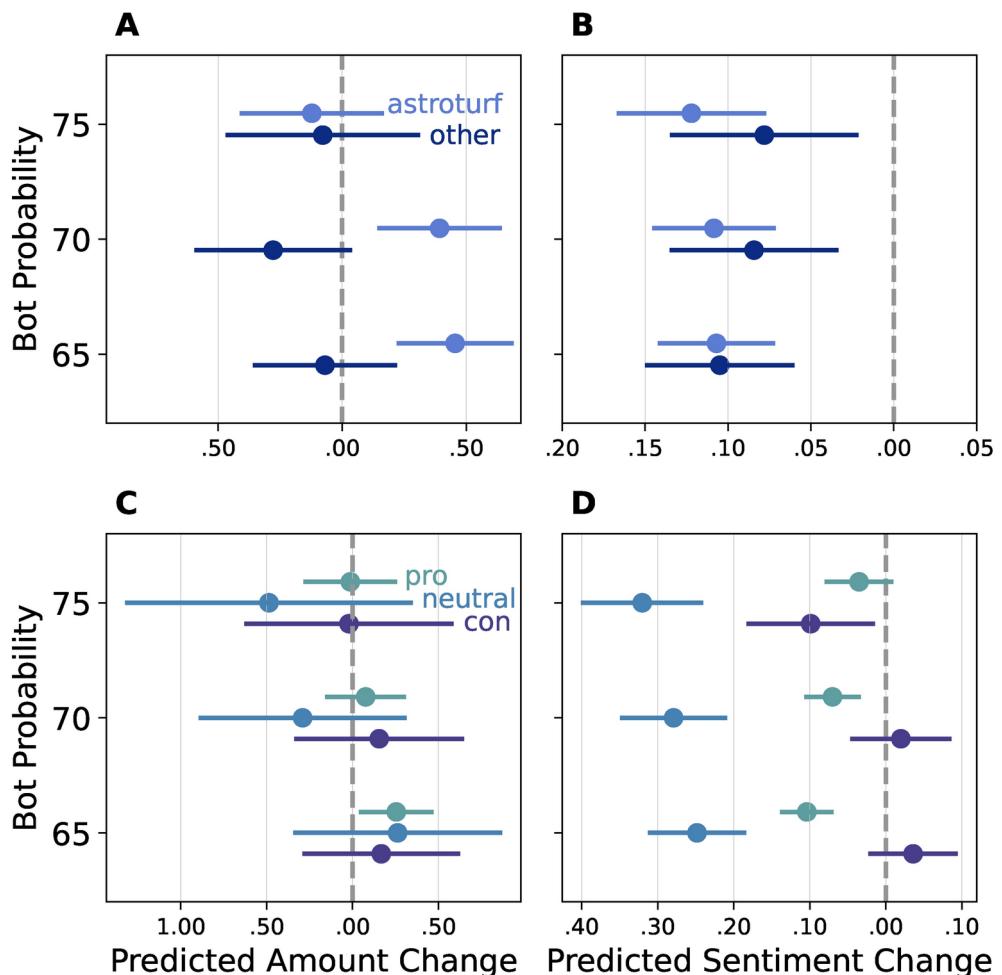 A
B
astroturf
other
Bot Probability
75
70
65
.50 .00 .50
.20 .15 .10 .05 .00 .05
C
D
pro
neutral
con
Bot Probability
75
70
65
1.00 .50 .00 .50
.40 .30 .20 .10 .00 .10
Predicted Amount Change
Predicted Sentiment Change